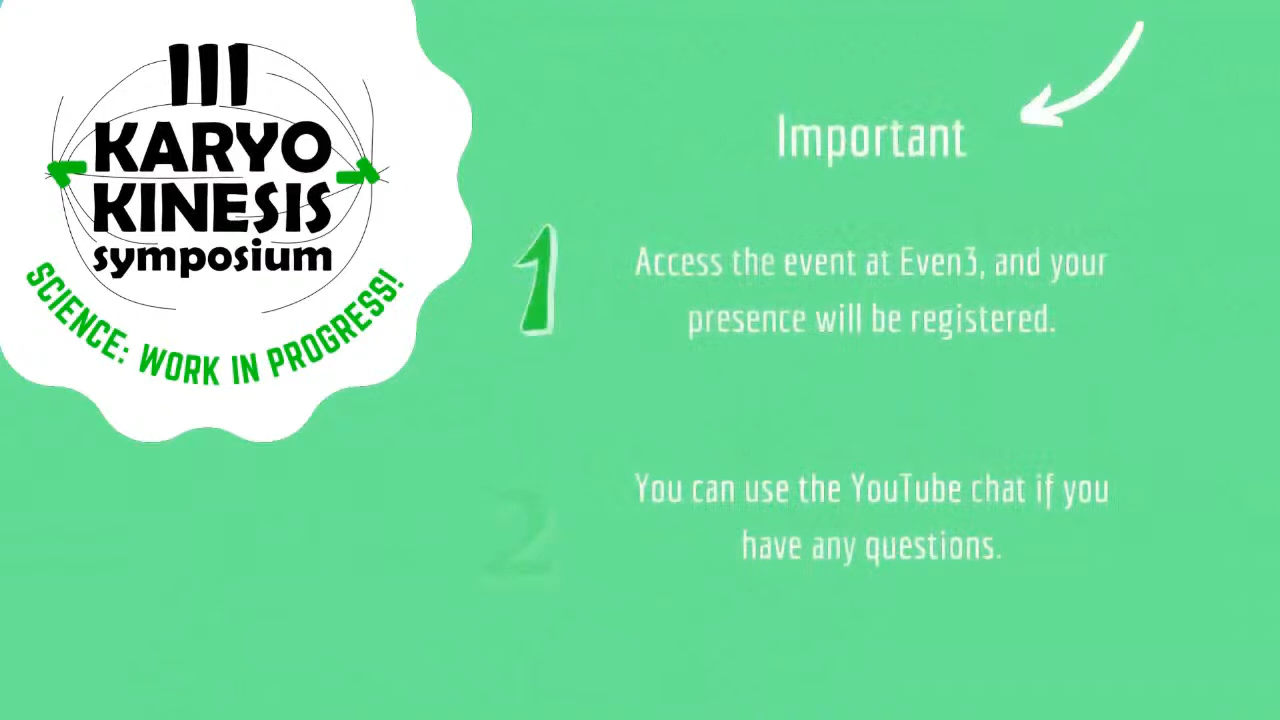 III
KARYO
KINESIS
symposium
SCIENCE: WORK IN PROGRESS!
Important
1
Access the event at Even3, and your
presence will be registered.
2
You can use the YouTube chat if you
have any questions.